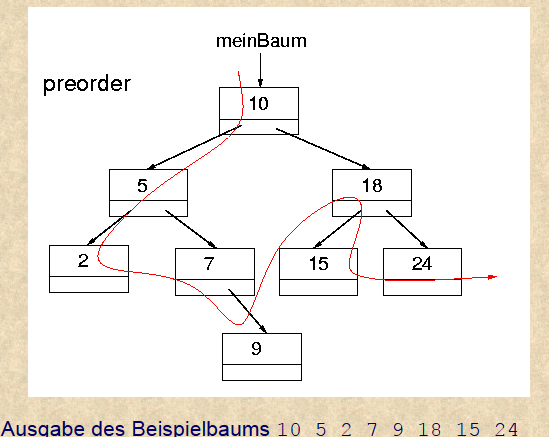 meinBaum
preorder
10
5 18
2 7 15 24
9
Ausgabe des Beispielbaums 10 5 2 7 9 18 15 24